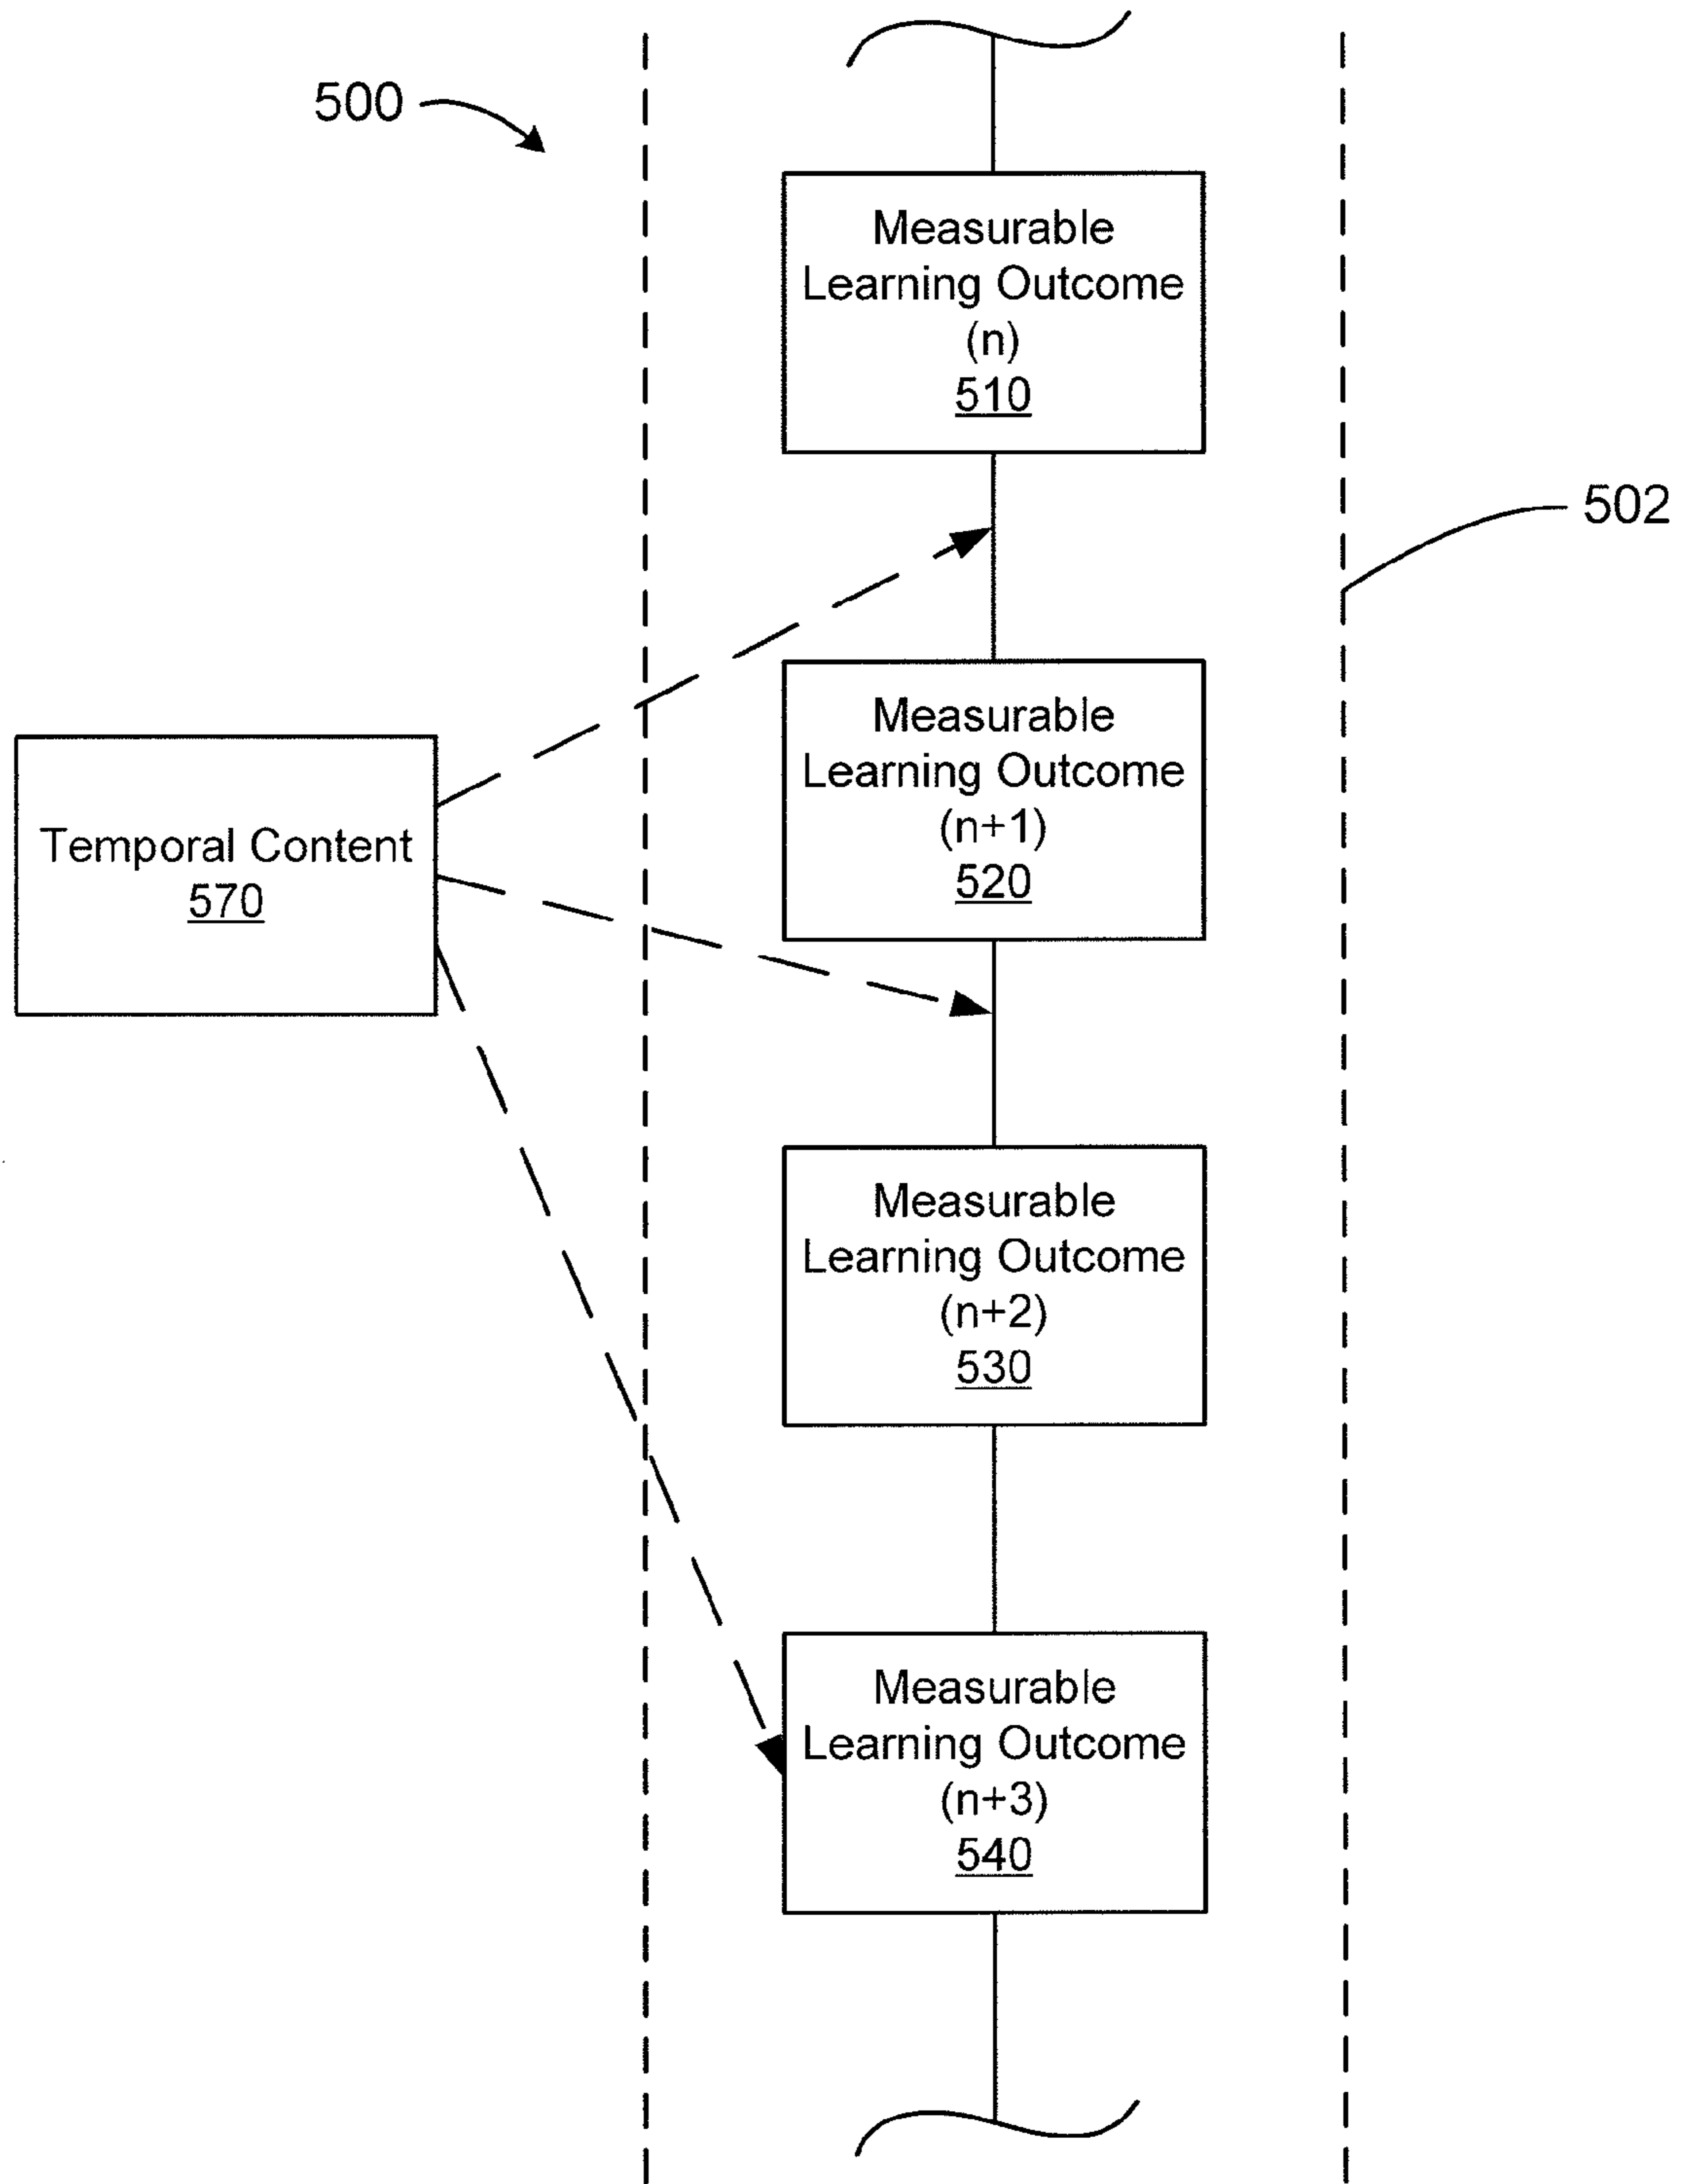 500
Measurable
Learning Outcome
(n)
510
502
Measurable
Learning Outcome
(n+1)
520
Temporal Content
570
Measurable
Learning Outcome
(n+2)
530
Measurable
Learning Outcome
(n+3)
540